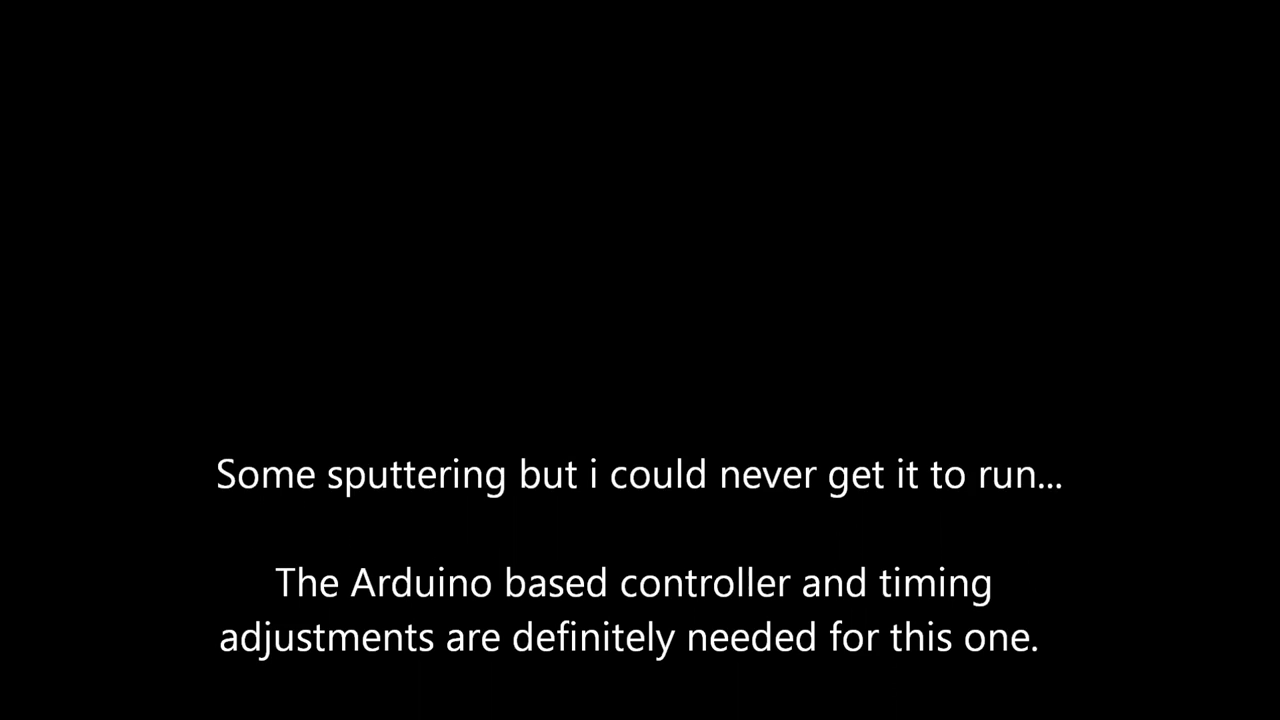 Some sputtering but i could never get it to run...
The Arduino based controller and timing
adjustments are definitely needed for this one.